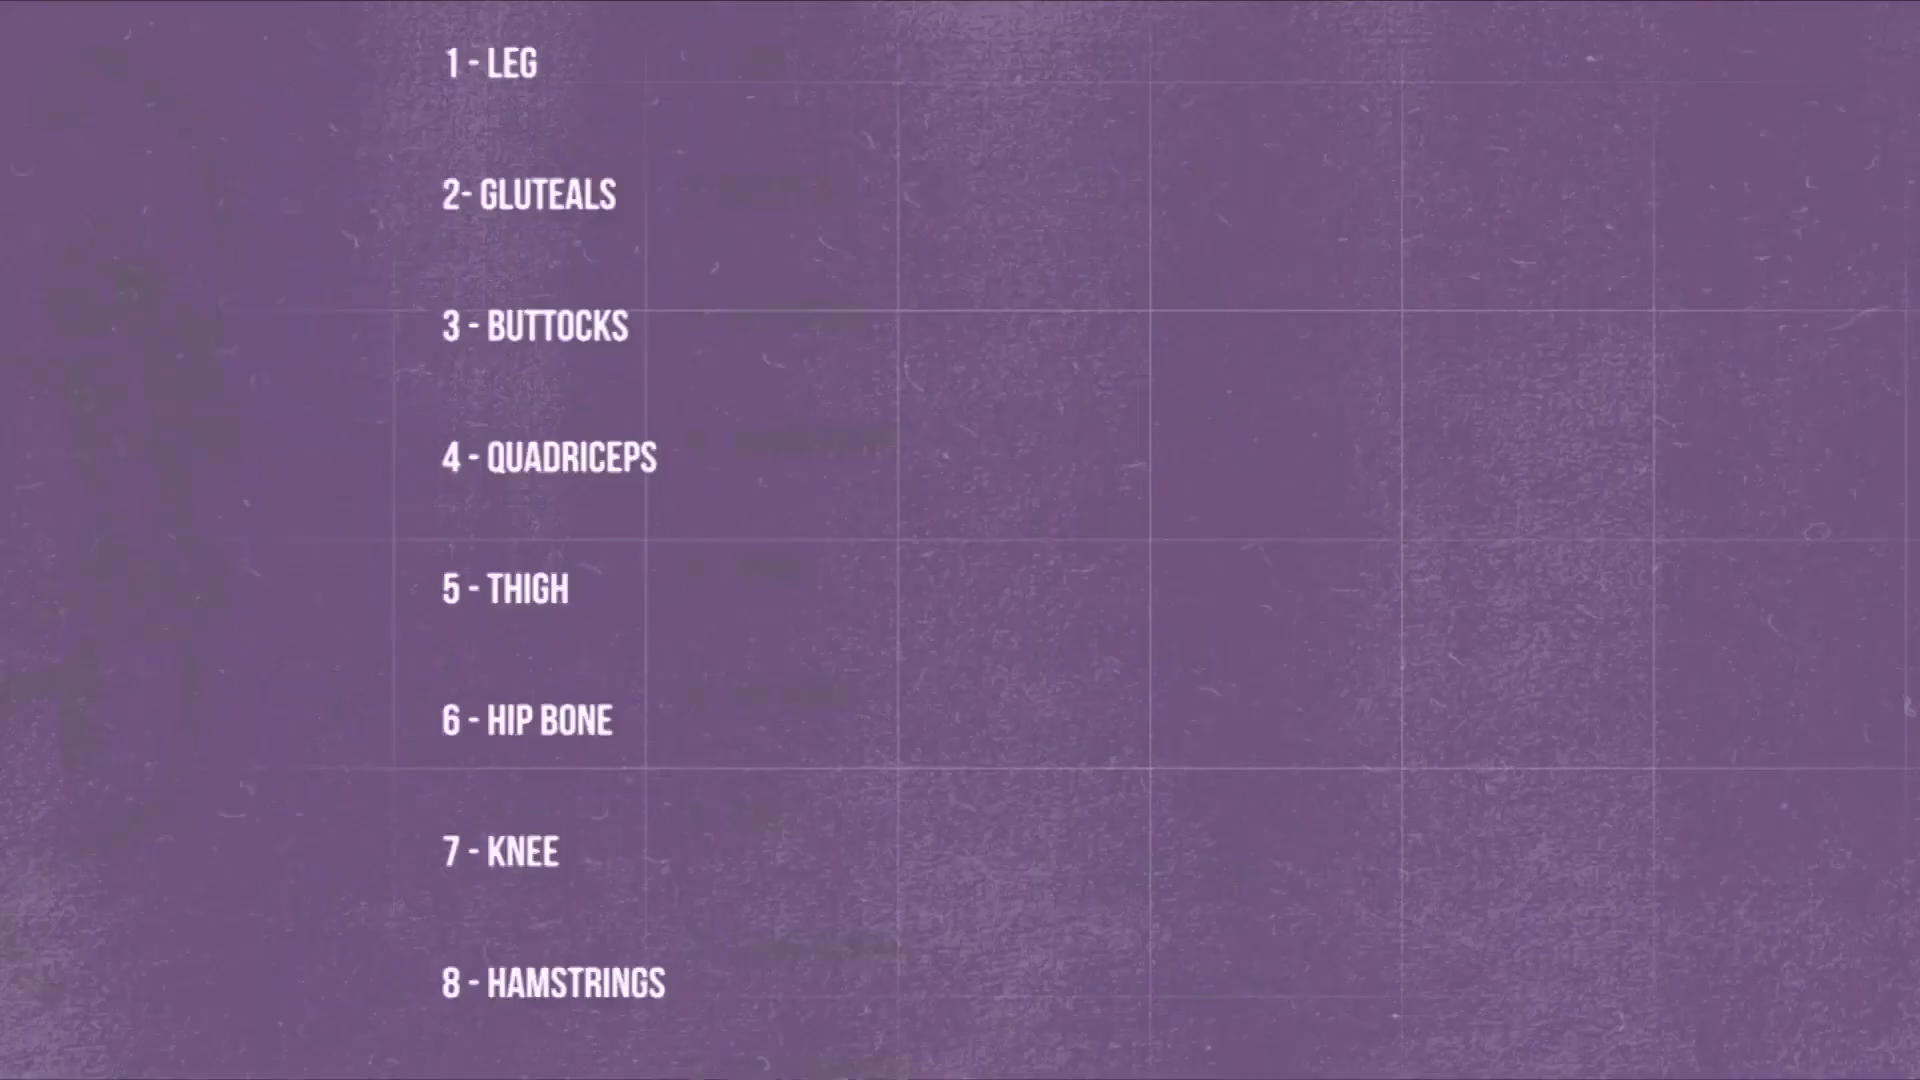 1 - LEG
2- GLUTEALS
3 - BUTTOCKS
4 - QUADRICEPS
5 - THIGH
6 - HIP BONE
7 - KNEE
8 - HAMSTRINGS